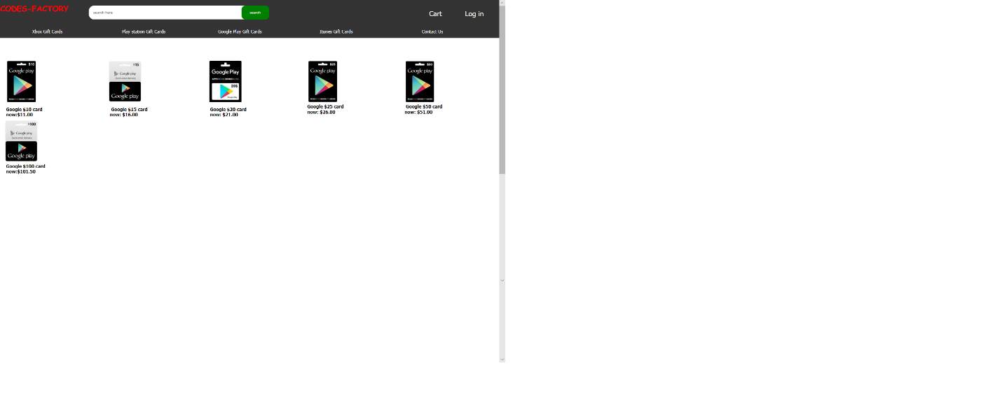 CODES-FACTORY
search here
search
Cart
Log in
Xbox Gift Cards
Play station Gift Cards
Google Play Gift Cards
Itunes Gift Cards
Contact Us
$10
Google play
$15
Google play
Google play
Google Play
20$
$25
Google play
$50
Google play
Google $10 card
now:$11.00
Google $15 card
now: $16.00
Google $20 card
now: $21.00
Google $25 card
now: $26.00
Google $50 card
now: $51.00
$100
Google play
Google play
Google $100 card
now:$101.50